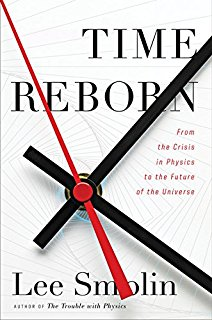 TIME
REBORN
From
the Crisis
in Physics
to the Future
of the Universe
Lee Smolin
AUTHOR OF The Trouble with Physics